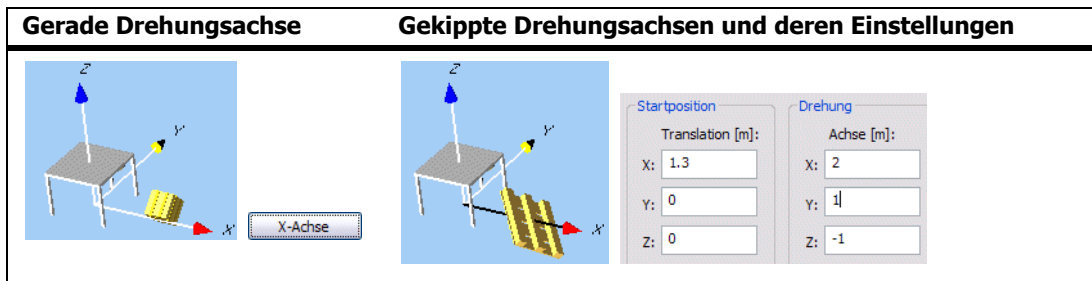 Gerade Drehungsachse Gekippte Drehungsachsen und deren Einstellungen
Z
Y
X
X-Achse
Z
Y
X
Startposition
Translation [m]:
X: 1.3
Y: 0
Z: 0
Drehung
Achse [m]:
X: 2
Y: 1
Z: -1